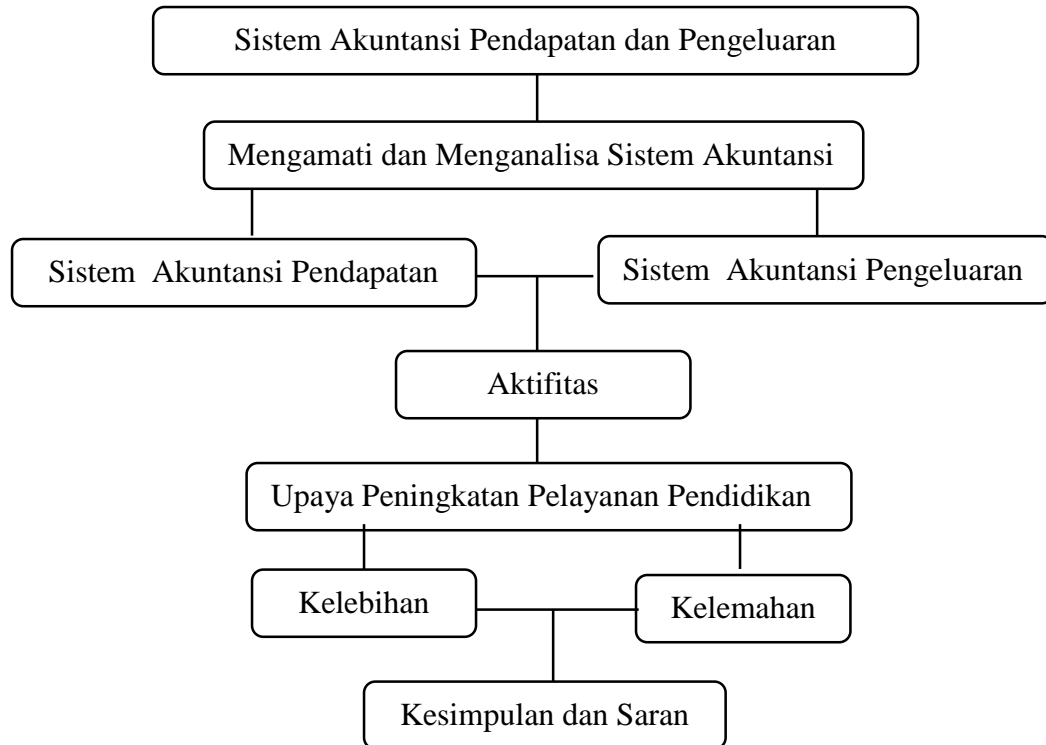 Sistem Akuntansi Pendapatan dan Pengeluaran
Mengamati dan Menganalisa Sistem Akuntansi
Sistem Akuntansi Pendapatan
Sistem Akuntansi Pengeluaran
Aktifitas
Upaya Peningkatan Pelayanan Pendidikan
Kelebihan
Kelemahan
Kesimpulan dan Saran